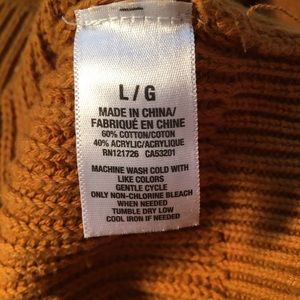 L / G
MADE IN CHINA/
FABRIQUÉ EN CHINE
60% COTTON/COTON
40% ACRYLIC/ACRYLIQUE
RN121726 CA53201
MACHINE WASH COLD WITH
LIKE COLORS
GENTLE CYCLE
ONLY NON-CHLORINE BLEACH
WHEN NEEDED
TUMBLE DRY LOW
COOL IRON IF NEEDED